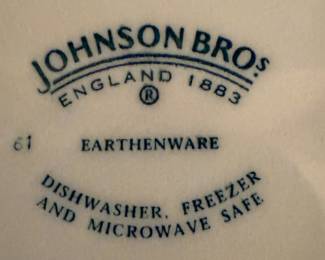 JOHNSON BROS
ENGLAND 1883
®
61 EARTHENWARE
DISHWASHER, FREEZER
AND MICROWAVE SAFE